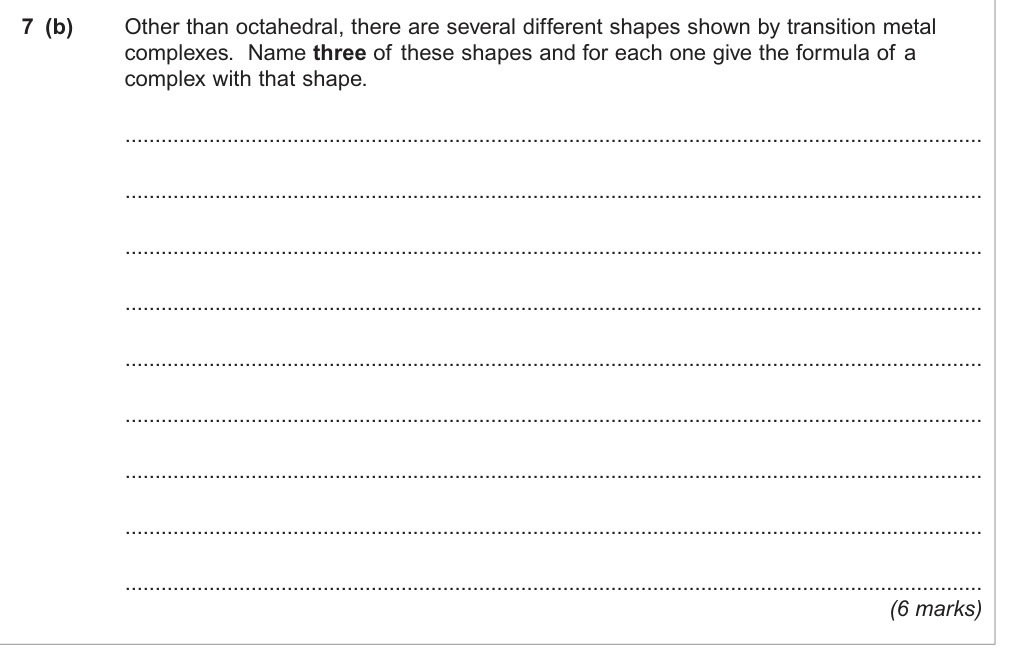 7 (b) Other than octahedral, there are several different shapes shown by transition metal
complexes. Name three of these shapes and for each one give the formula of a
complex with that shape.
(6 marks)